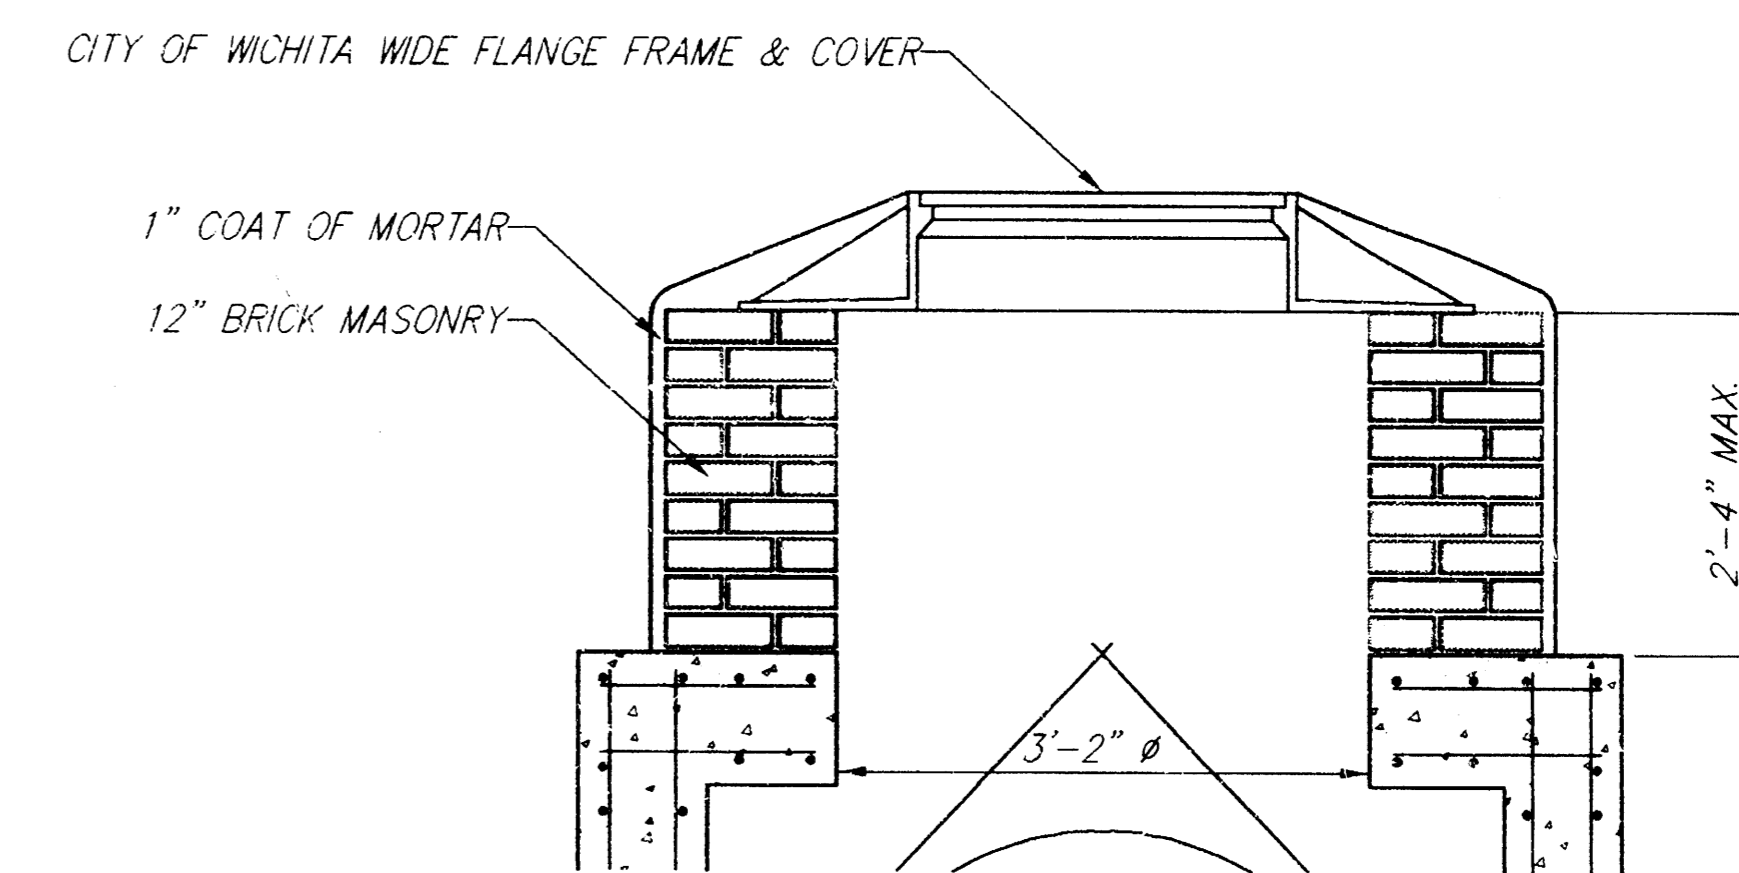 CITY OF WICHITA WIDE FLANGE FRAME & COVER
1" COAT OF MORTAR
12" BRICK MASONRY
2'-4" MAX.
3'-2" ø